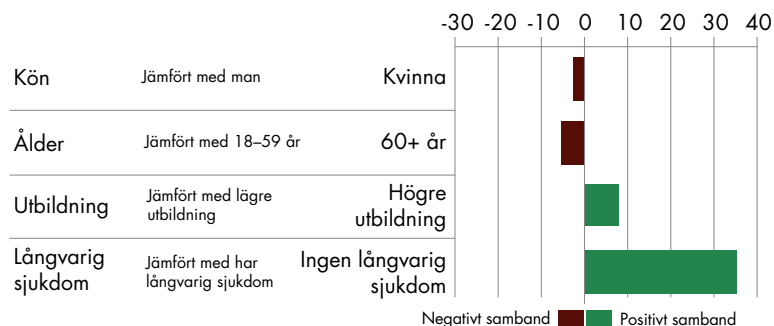 -30 -20 -10 0 10 20 30 40
Kön Jämfört med man Kvinna
Ålder Jämfört med 18–59 år 60+ år
Utbildning Jämfört med lägre utbildning Högre utbildning
Långvarig sjukdom Jämfört med har långvarig sjukdom Ingen långvarig sjukdom
Negativt samband Positivt samband